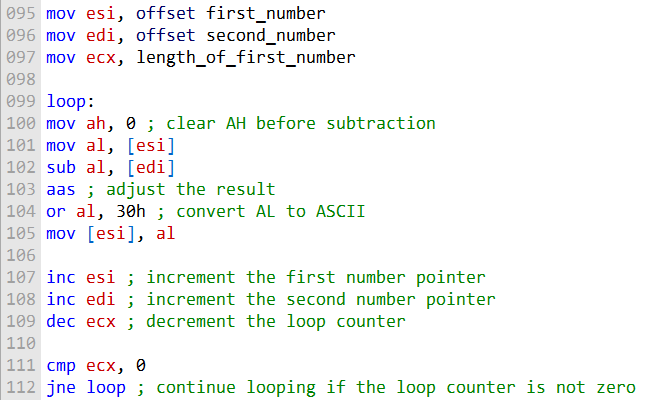 095 mov esi, offset first_number
096 mov edi, offset second_number
097 mov ecx, length_of_first_number
098
099 loop:
100 mov ah, 0 ; clear AH before subtraction
101 mov al, [esi]
102 sub al, [edi]
103 aas ; adjust the result
104 or al, 30h ; convert AL to ASCII
105 mov [esi], al
106
107 inc esi ; increment the first number pointer
108 inc edi ; increment the second number pointer
109 dec ecx ; decrement the loop counter
110
111 cmp ecx, 0
112 jne loop ; continue looping if the loop counter is not zero